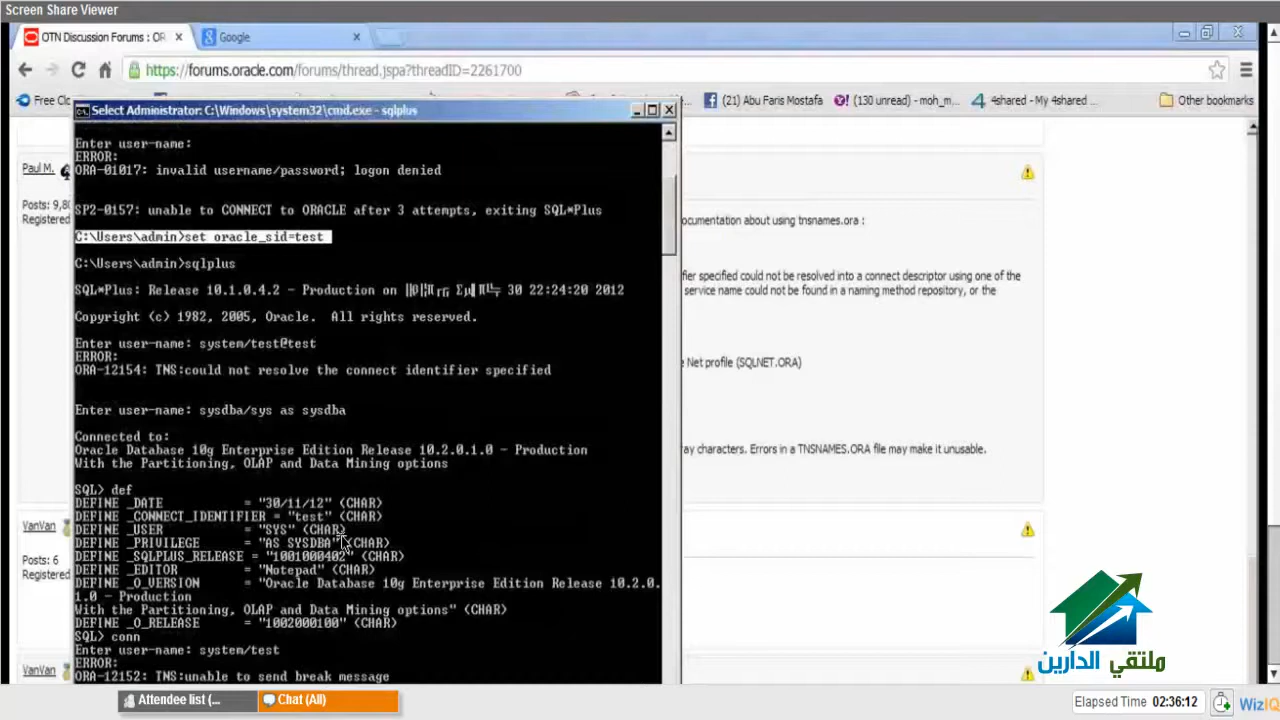 Screen Share Viewer
OTN Discussion Forums : OR
Google
https://forums.oracle.com/forums/thread.jspa?threadID=2261700
Free Clo
(21) Abu Faris Mostafa
(130 unread) - moh_m...
4shared - My 4shared ...
Other bookmarks
Select Administrator: C:\Windows\system32\cmd.exe - sqlplus
Enter user-name:
ERROR:
ORA-01017: invalid username/password; logon denied
SP2-0157: unable to CONNECT to ORACLE after 3 attempts, exiting SQL*Plus
C:\Users\admin>set oracle_sid=test
C:\Users\admin>sqlplus
SQL*Plus: Release 10.1.0.4.2 - Production on 30 22:24:20 2012
Copyright (c) 1982, 2005, Oracle.  All rights reserved.
Enter user-name: system/test@test
ERROR:
ORA-12154: TNS:could not resolve the connect identifier specified
Enter user-name: sysdba/sys as sysdba
Connected to:
Oracle Database 10g Enterprise Edition Release 10.2.0.1.0 - Production
With the Partitioning, OLAP and Data Mining options
SQL> def
DEFINE _DATE = "30/11/12" (CHAR)
DEFINE _CONNECT_IDENTIFIER = "test" (CHAR)
DEFINE _USER = "SYS" (CHAR)
DEFINE _PRIVILEGE = "AS SYSDBA" (CHAR)
DEFINE _SQLPLUS_RELEASE = "1001000402" (CHAR)
DEFINE _EDITOR = "Notepad" (CHAR)
DEFINE _O_VERSION = "Oracle Database 10g Enterprise Edition Release 10.2.0.
1.0 - Production
With the Partitioning, OLAP and Data Mining options" (CHAR)
DEFINE _O_RELEASE = "1002000100" (CHAR)
SQL> conn
Enter user-name: system/test
ERROR:
ORA-12152: TNS:unable to send break message
Paul M.
Posts: 9,80
Registered
ocumentation about using tnsnames.ora :
fier specified could not be resolved into a connect descriptor using one of the
service name could not be found in a naming method repository, or the
e Net profile (SQLNET.ORA)
ay characters. Errors in a TNSNAMES.ORA file may make it unusable.
VanVan
Posts: 6
Registered
VanVan
ملتقي الدارين
Attendee list (...
Chat (All)
Elapsed Time 02:36:12
WizIQ